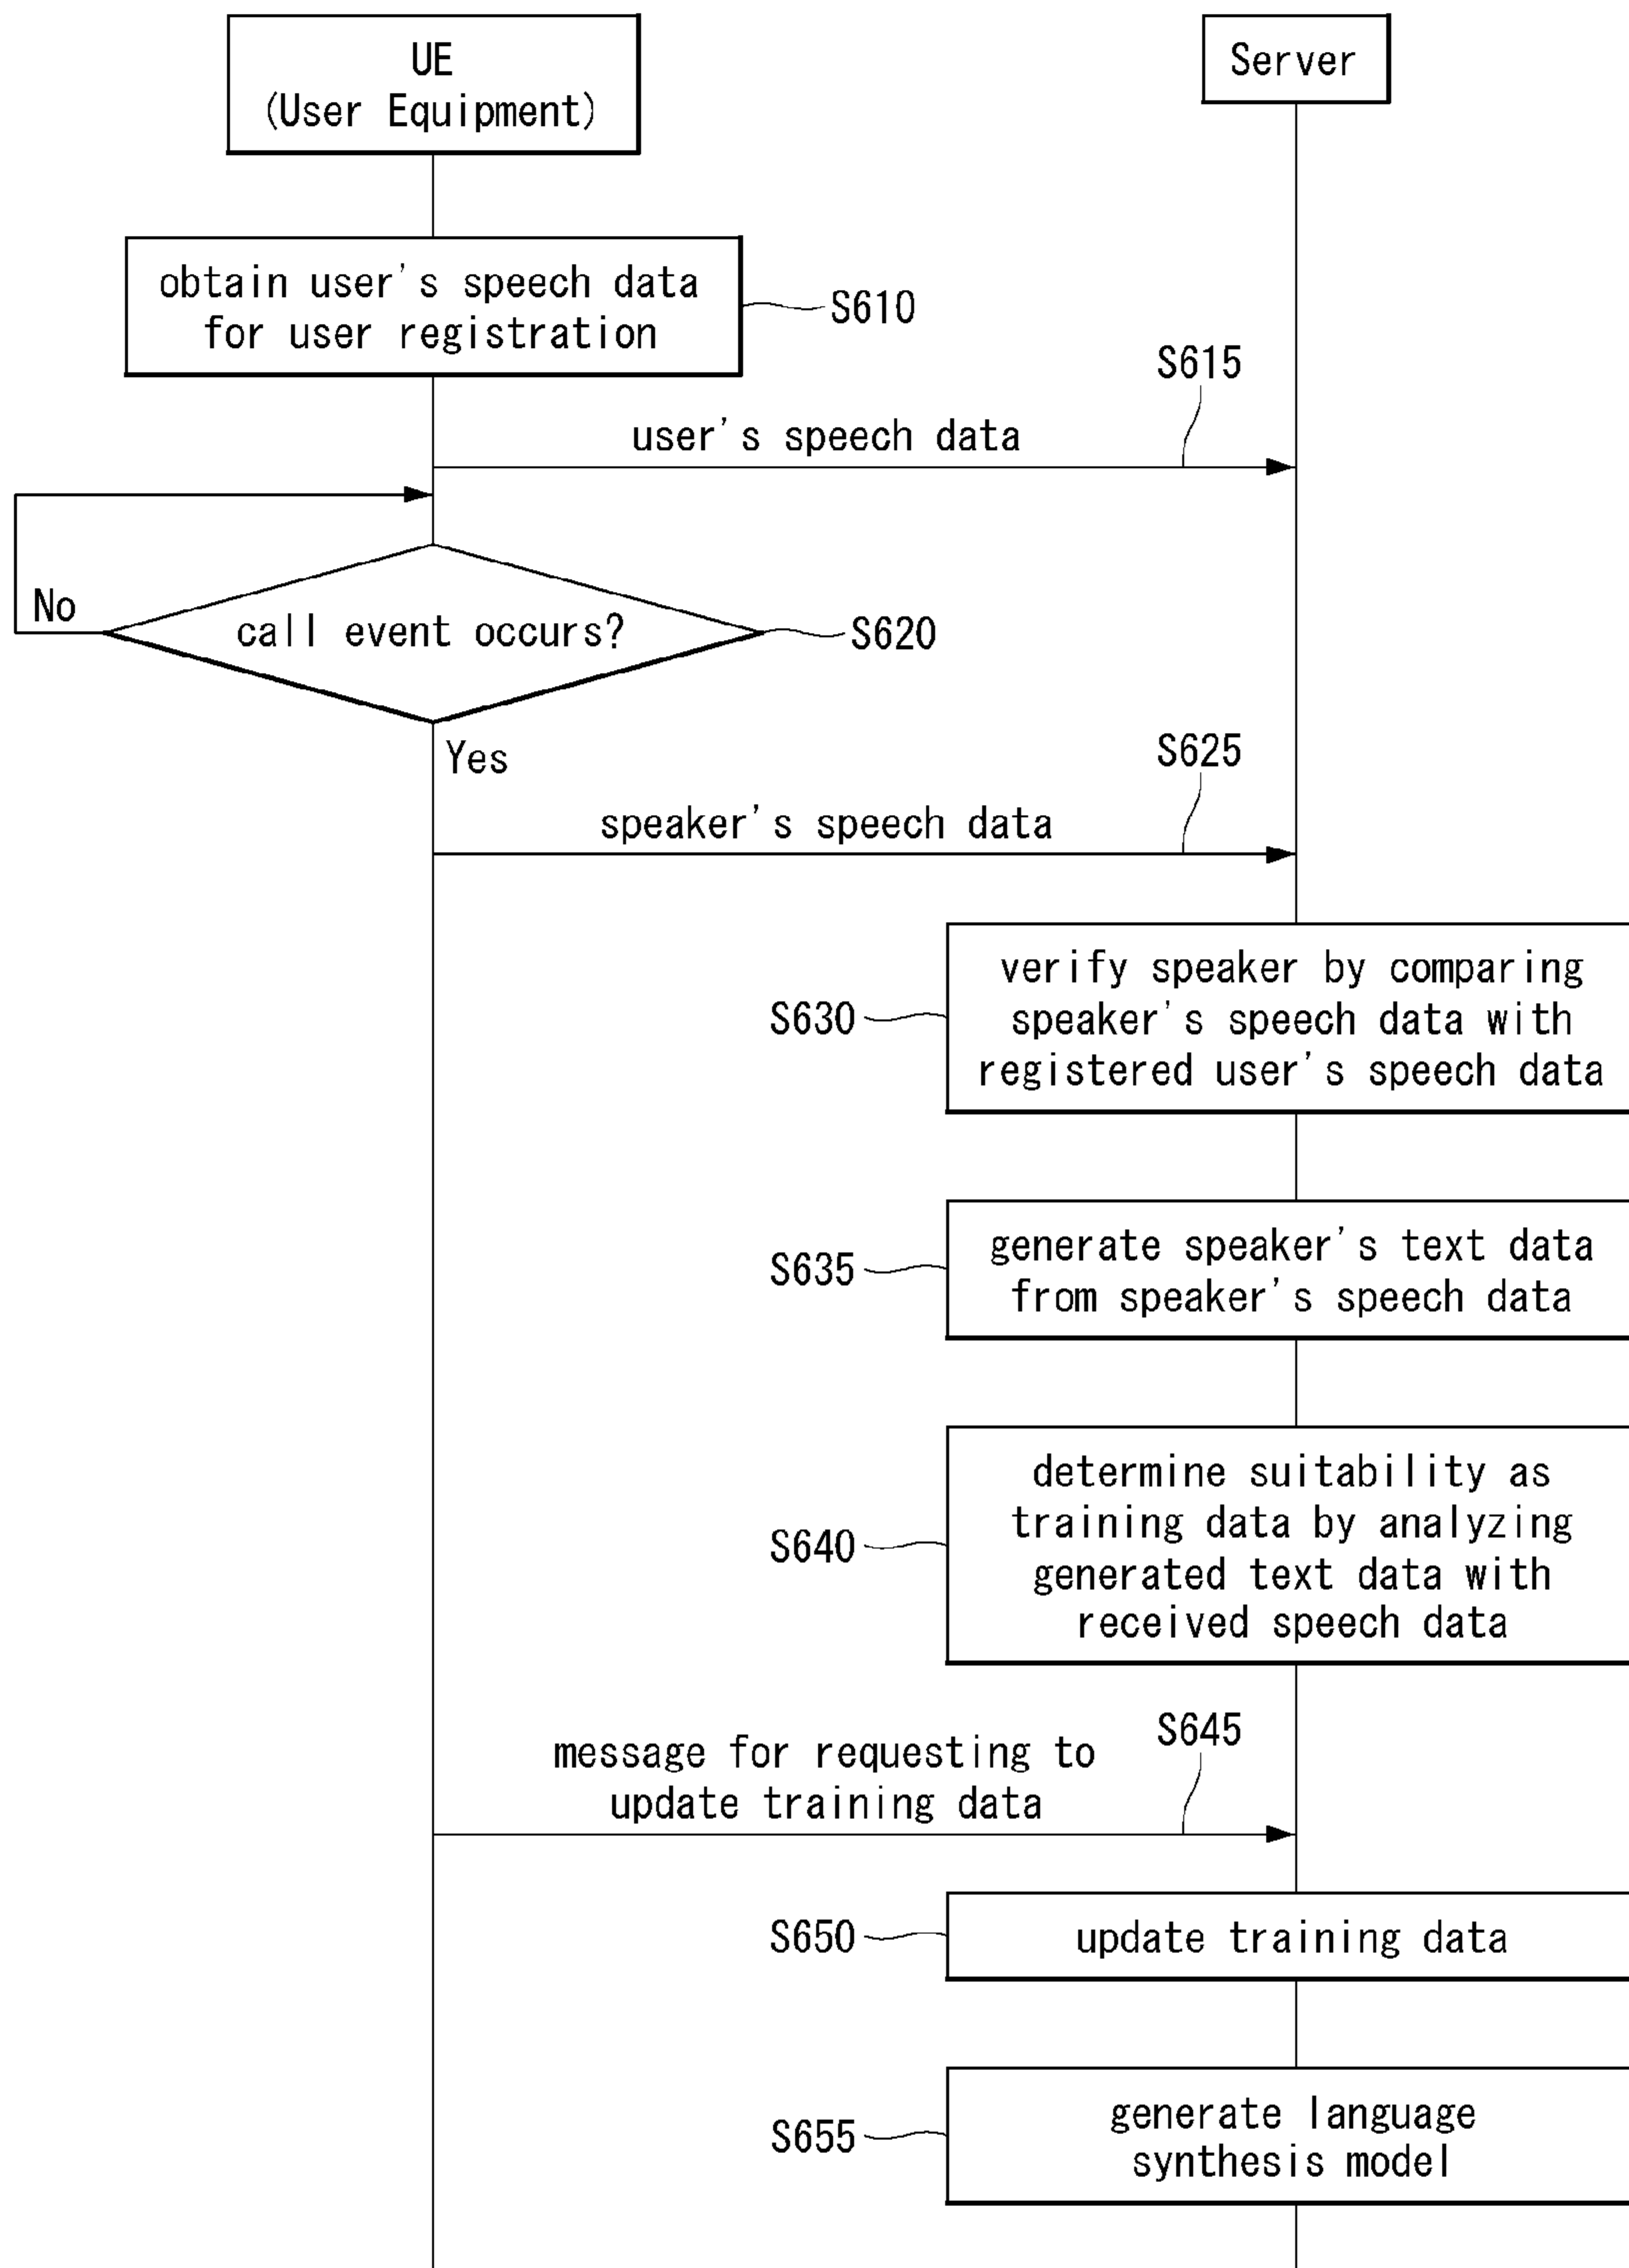 UE
(User Equipment)
Server
obtain user's speech data
for user registration
S610
S615
user's speech data
No
call event occurs?
S620
Yes
S625
speaker's speech data
verify speaker by comparing
speaker's speech data with
registered user's speech data
S630
generate speaker's text data
from speaker's speech data
S635
determine suitability as
training data by analyzing
generated text data with
received speech data
S640
S645
message for requesting to
update training data
S650
update training data
generate language
synthesis model
S655